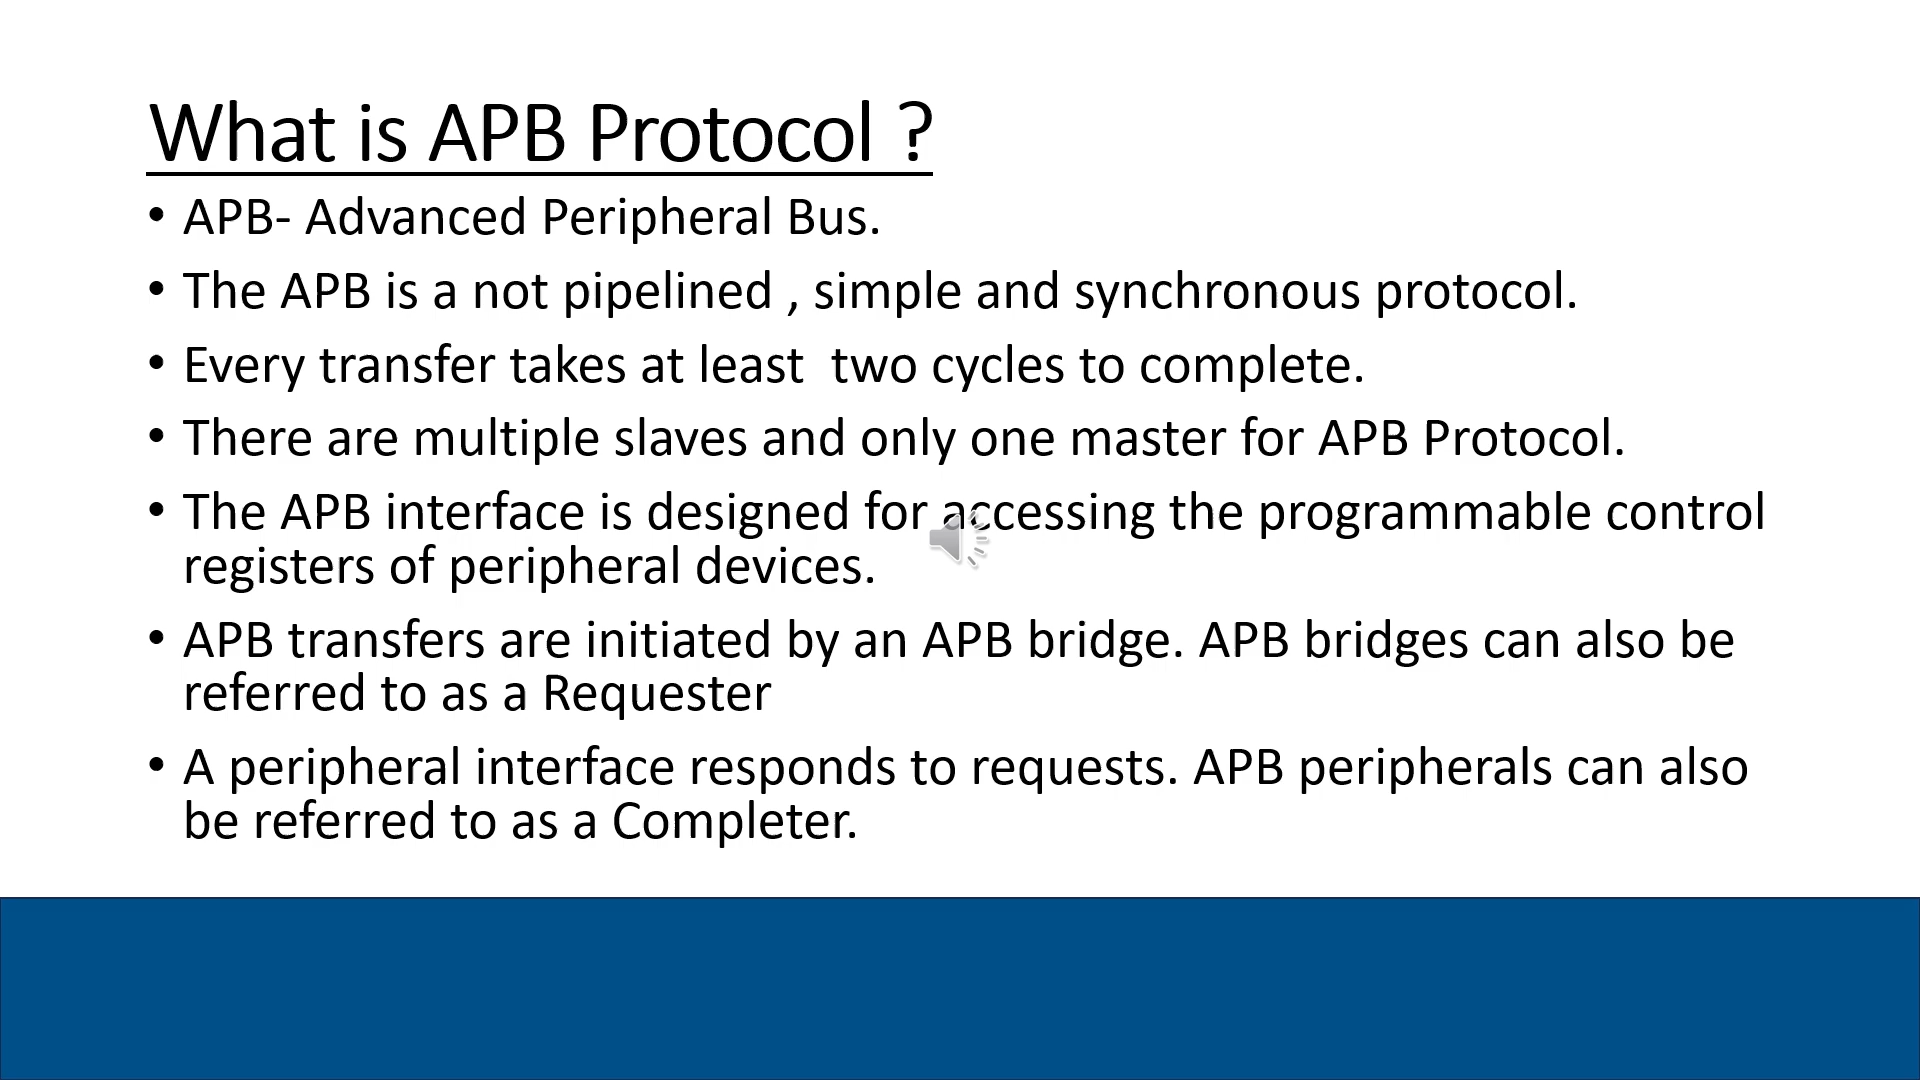 What is APB Protocol ?
• APB- Advanced Peripheral Bus.
• The APB is a not pipelined , simple and synchronous protocol.
• Every transfer takes at least  two cycles to complete.
• There are multiple slaves and only one master for APB Protocol.
• The APB interface is designed for accessing the programmable control
registers of peripheral devices.
• APB transfers are initiated by an APB bridge. APB bridges can also be
referred to as a Requester
• A peripheral interface responds to requests. APB peripherals can also
be referred to as a Completer.